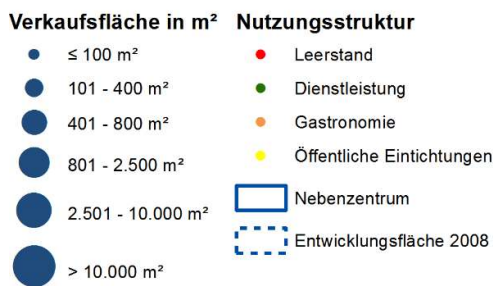 Verkaufsfläche in m²
≤ 100 m²
101 - 400 m²
401 - 800 m²
801 - 2.500 m²
2.501 - 10.000 m²
> 10.000 m²
Nutzungsstruktur
Leerstand
Dienstleistung
Gastronomie
Öffentliche Eintichtungen
Nebenzentrum
Entwicklungsfläche 2008